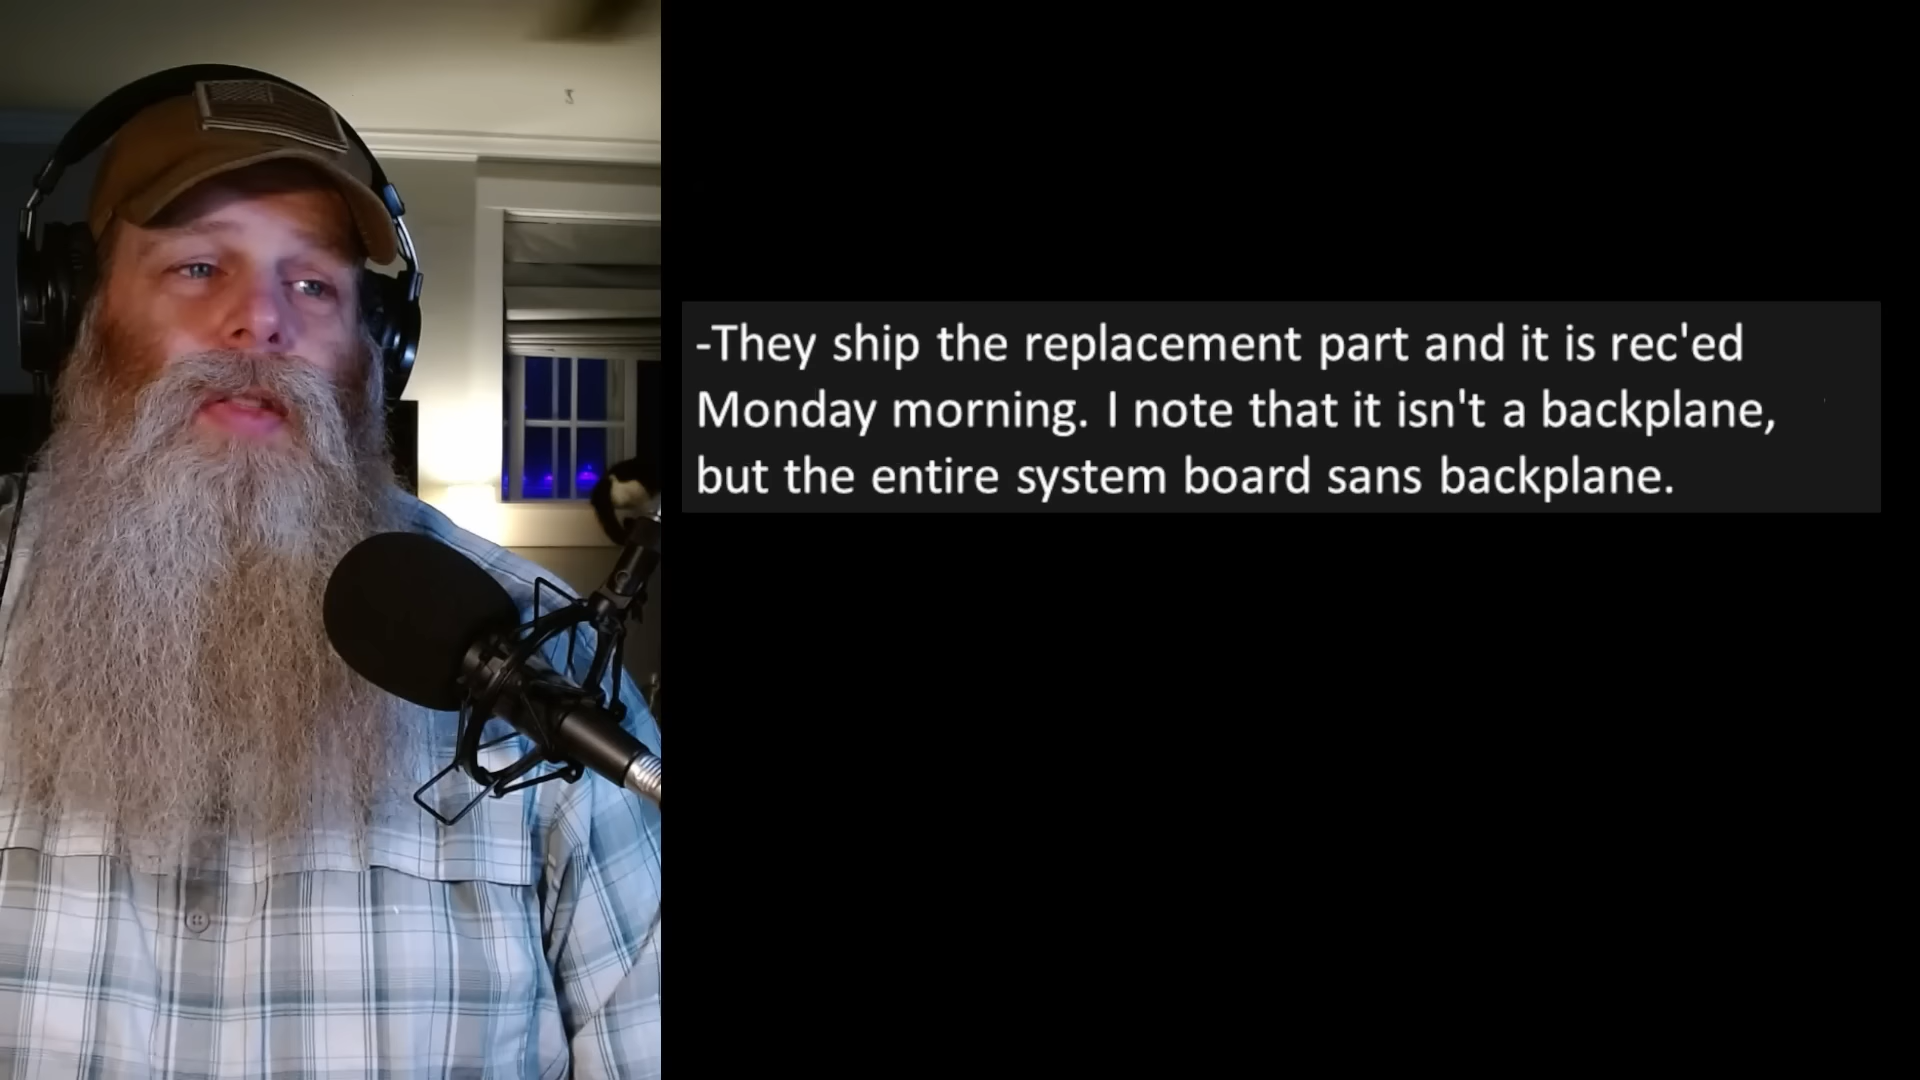 -They ship the replacement part and it is rec'ed
Monday morning. I note that it isn't a backplane,
but the entire system board sans backplane.